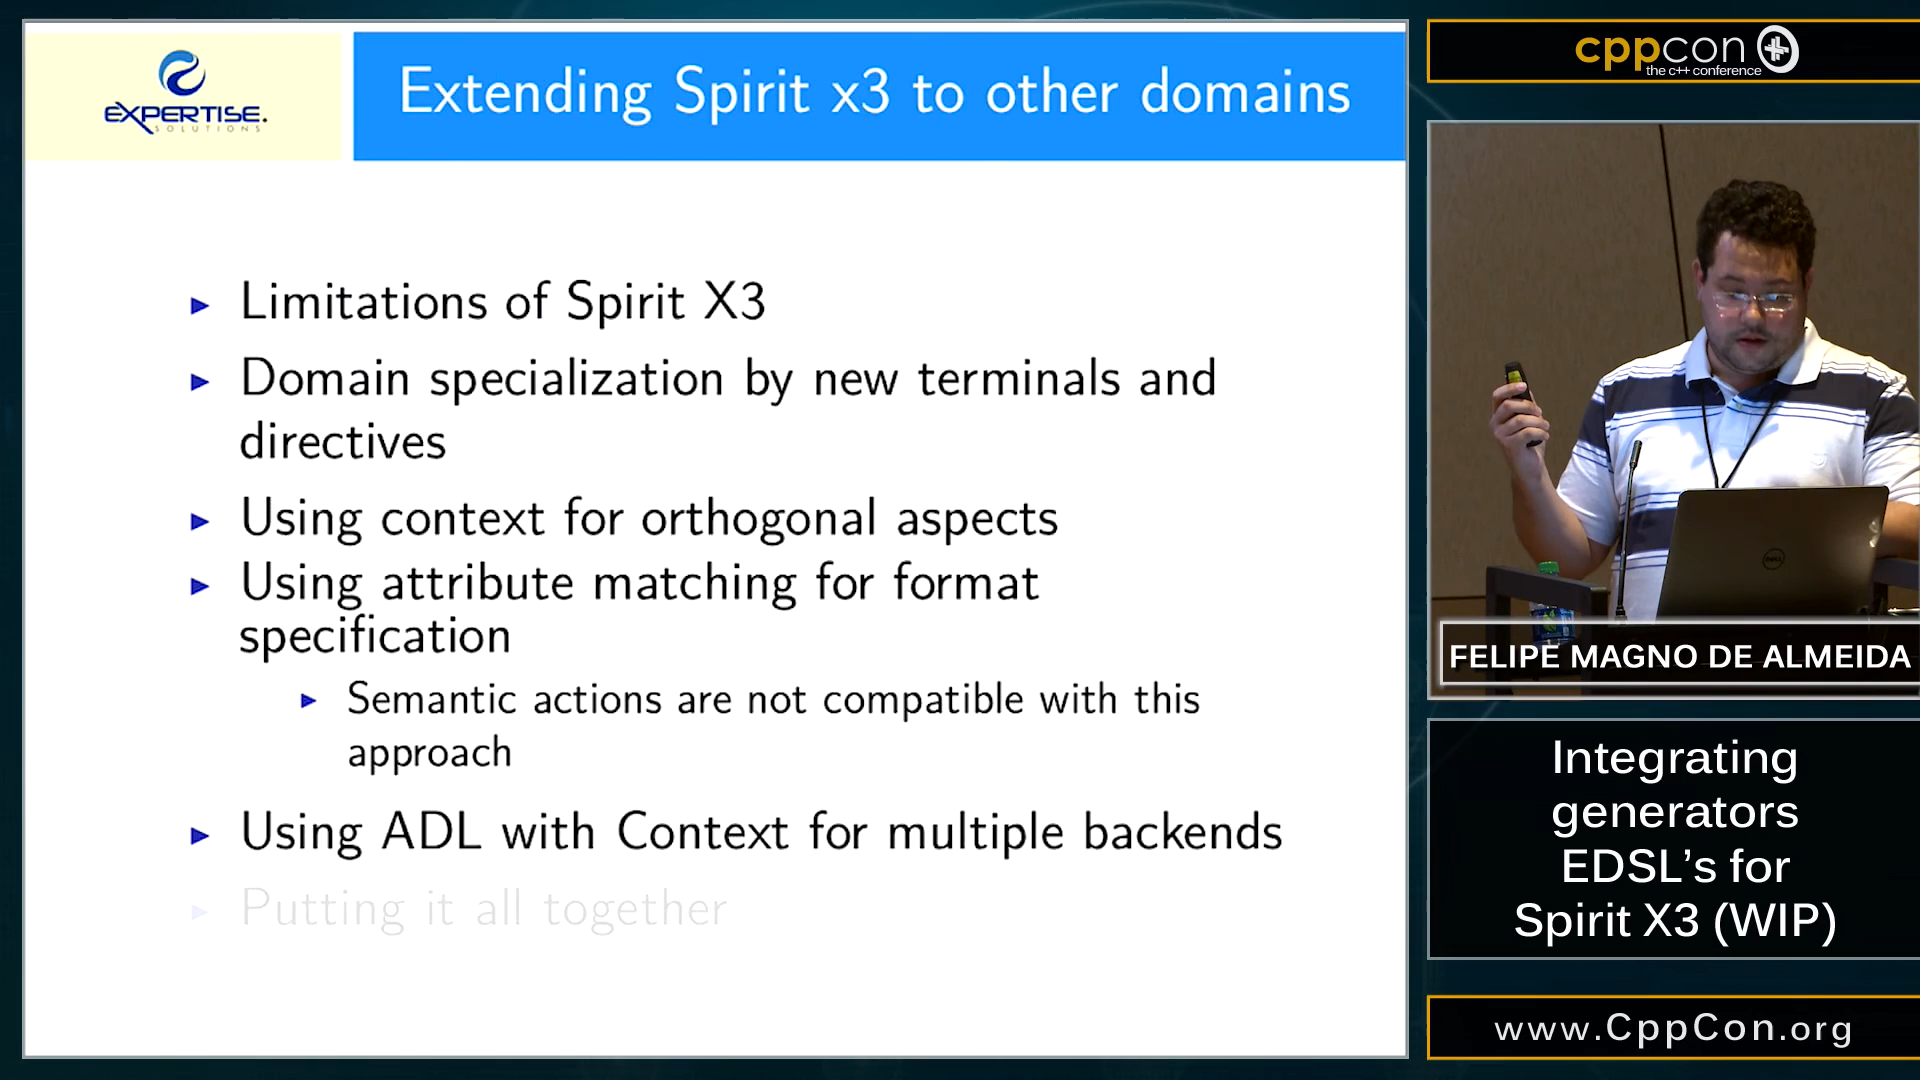 EXPERTISE.
SOLUTIONS
Extending Spirit x3 to other domains
Limitations of Spirit X3
Domain specialization by new terminals and
directives
Using context for orthogonal aspects
Using attribute matching for format
specification
Semantic actions are not compatible with this
approach
Using ADL with Context for multiple backends
Putting it all together
cppcon
the c++ conference
DELL
FELIPE MAGNO DE ALMEIDA
Integrating
generators
EDSL’s for
Spirit X3 (WIP)
www.CppCon.org